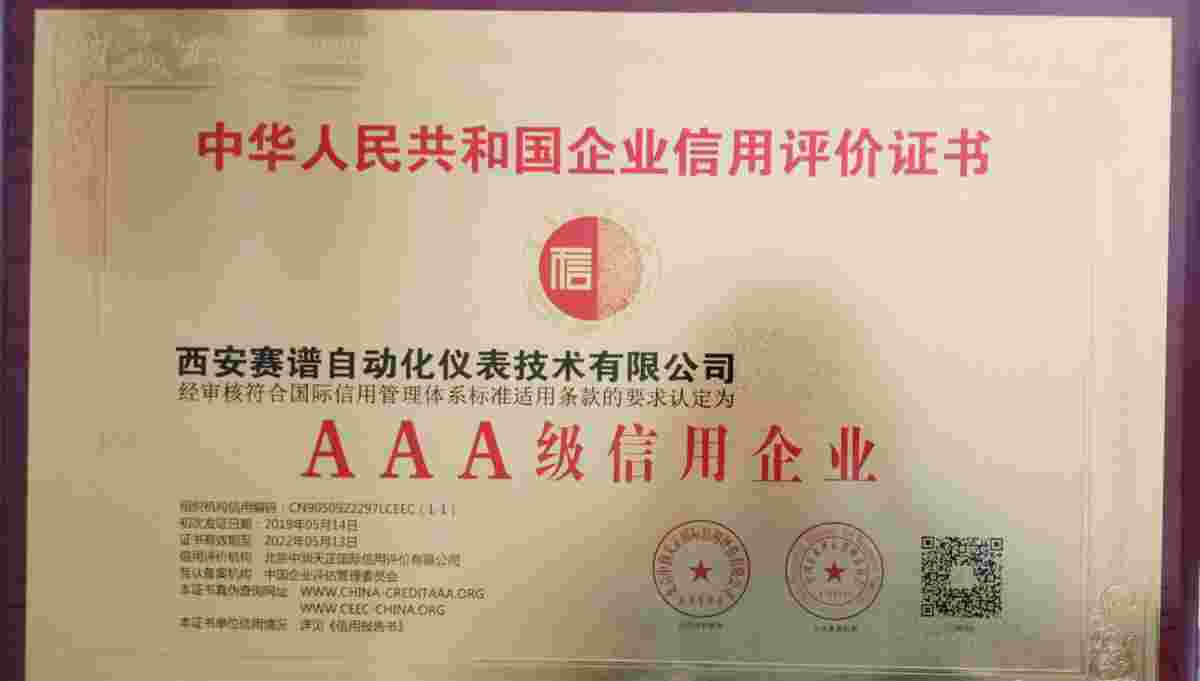 中华人民共和国企业信用评价证书
信
西安赛谱自动化仪表技术有限公司
经审核符合国际信用管理体系标准适用条款的要求认定为
AAA级信用企业
组织机构信用编码:CN90509Z2297LCEEC(1-1)
初次发证日期:2019年05月14日
证书有效期至 2022年05月13日
信用评价机构 北京中润天正国际信用评价有限公司
互认备案机构 中国企业评估管理委员会
本证书真伪查询网址 WWW.CHINA-CREDITAAA.ORG
WWW.CEEC-CHINA.ORG
本证书单位信用情况:详见《信用报告书》